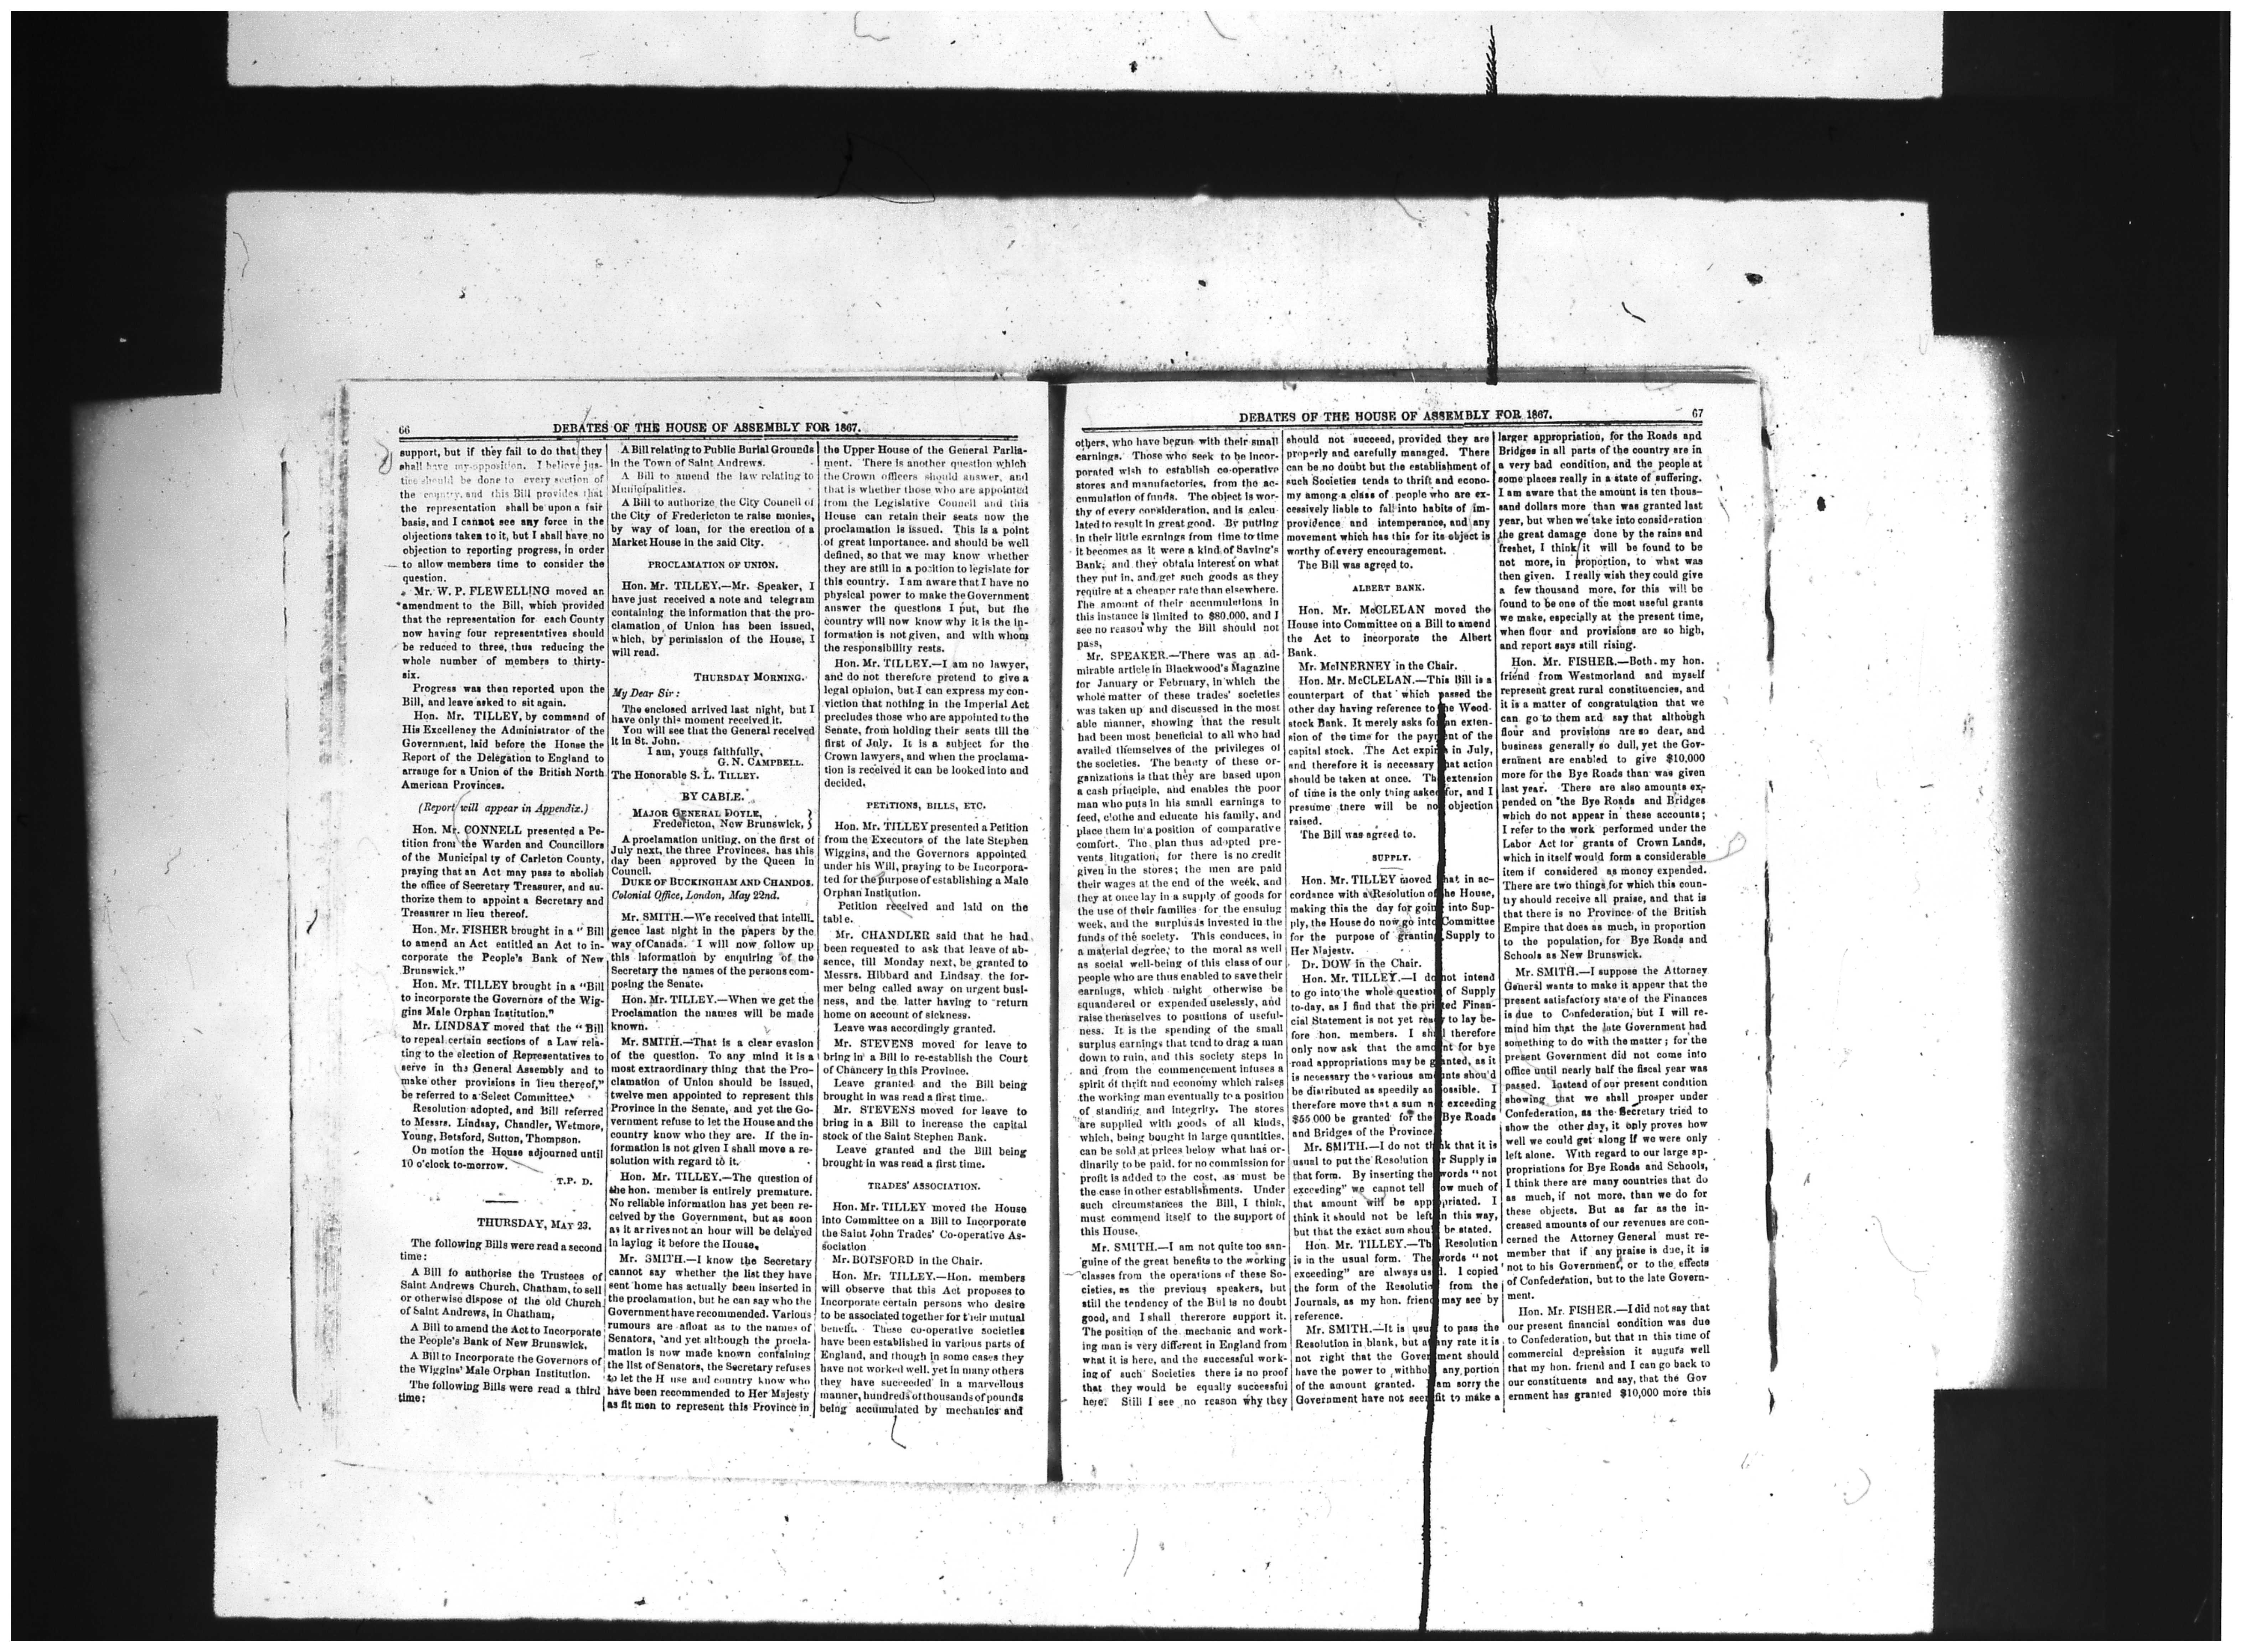 66
DEBATES OF THE HOUSE OF ASSEMBLY FOR 1867.
support, but if they fail to do that they
shall have my opposition. I believe jus-
tice should be done to every section of
the country, and this Bill provides that
the representation shall be upon a fair
basis, and I cannot see any force in the
objections taken to it, but I shall have no
objection to reporting progress, in order
to allow members time to consider the
question.
Mr. W. P. FLEWELLING moved an
amendment to the Bill, which provided
that the representation for each County
now having four representatives should
be reduced to three, thus reducing the
whole number of members to thirty-
six.
Progress was then reported upon the
Bill, and leave asked to sit again.
Hon. Mr. TILLEY, by command of
His Excellency the Administrator of the
Government, laid before the House the
Report of the Delegation to England to
arrange for a Union of the British North
American Provinces.
(Report will appear in Appendix.)
Hon. Mr. CONNELL presented a Pe-
tition from the Warden and Councillors
of the Municipal ty of Carleton County,
praying that an Act may pass to abolish
the office of Secretary Treasurer, and au-
thorize them to appoint a Secretary and
Treasurer in lieu thereof.
Hon. Mr. FISHER brought in a " Bill
to amend an Act entitled an Act to in-
corporate the People's Bank of New
Brunswick."
Hon. Mr. TILLEY brought in a "Bill
to incorporate the Governors of the Wig-
gins Male Orphan Institution."
Mr. LINDSAY moved that the " Bill
to repeal certain sections of a Law rela-
ting to the election of Representatives to
serve in the General Assembly and to
make other provisions in lieu thereof,"
be referred to a Select Committee.
Resolution adopted, and Bill referred
to Messrs. Lindsay, Chandler, Wetmore,
Young, Botsford, Sutton, Thompson.
On motion the House adjourned until
10 o'clock to-morrow.
T.P. D.
THURSDAY, MAY 23.
The following Bills were read a second
time:
A Bill to authorise the Trustees of
Saint Andrews Church, Chatham, to sell
or otherwise dispose of the old Church
of Saint Andrews, in Chatham.
A Bill to amend the Act to Incorporate
the People's Bank of New Brunswick.
A Bill to Incorporate the Governors of
the Wiggins' Male Orphan Institution.
The following Bills were read a third
time:
A Bill relating to Public Burial Grounds
in the Town of Saint Andrews.
A Bill to amend the law relating to
Municipalities.
A Bill to authorize the City Council of
the City of Fredericton to raise monies,
by way of loan, for the erection of a
Market House in the said City.
PROCLAMATION OF UNION.
Hon. Mr. TILLEY.—Mr. Speaker, I
have just received a note and telegram
containing the information that the pro-
clamation of Union has been issued,
which, by permission of the House, I
will read.
THURSDAY MORNING.
My Dear Sir :
The enclosed arrived last night, but I
have only this moment received it.
You will see that the General received
it in St. John.
I am, yours faithfully,
G. N. CAMPBELL.
The Honorable S. L. TILLEY.
BY CABLE.
MAJOR GENERAL DOYLE,
Fredericton, New Brunswick, }
A proclamation uniting, on the first of
July next, the three Provinces, has this
day been approved by the Queen in
Council.
DUKE OF BUCKINGHAM AND CHANDOS.
Colonial Office, London, May 22nd.
Mr. SMITH.—We received that intelli-
gence last night in the papers by the
way of Canada. I will now follow up
this information by enquiring of the
Secretary the names of the persons com-
posing the Senate.
Hon. Mr. TILLEY.—When we get the
Proclamation the names will be made
known.
Mr. SMITH.—That is a clear evasion
of the question. To any mind it is a
most extraordinary thing that the Pro-
clamation of Union should be issued,
twelve men appointed to represent this
Province in the Senate, and yet the Go-
vernment refuse to let the House and the
country know who they are. If the in-
formation is not given I shall move a re-
solution with regard to it.
Hon. Mr. TILLEY.—The question of
the hon. member is entirely premature.
No reliable information has yet been re-
ceived by the Government, but as soon
as it arrives not an hour will be delayed
in laying it before the House.
Mr. SMITH.—I know the Secretary
cannot say whether the list they have
sent home has actually been inserted in
the proclamation, but he can say who the
Government have recommended. Various
rumours are afloat as to the names of
Senators, and yet although the procla-
mation is now made known containing
the list of Senators, the Secretary refuses
to let the H use and country know who
have been recommended to Her Majesty
as fit men to represent this Province in
the Upper House of the General Parlia-
ment. There is another question which
the Crown officers should answer, and
that is whether those who are appointed
from the Legislative Council and this
House can retain their seats now the
proclamation is issued. This is a point
of great importance, and should be well
defined, so that we may know whether
they are still in a position to legislate for
this country. I am aware that I have no
physical power to make the Government
answer the questions I put, but the
country will now know why it is the in-
formation is not given, and with whom
the responsibility rests.
Hon. Mr. TILLEY.—I am no lawyer,
and do not therefore pretend to give a
legal opinion, but I can express my con-
viction that nothing in the Imperial Act
precludes those who are appointed to the
Senate, from holding their seats till the
first of July. It is a subject for the
Crown lawyers, and when the proclama-
tion is received it can be looked into and
decided.
PETITIONS, BILLS, ETC.
Hon. Mr. TILLEY presented a Petition
from the Executors of the late Stephen
Wiggins, and the Governors appointed
under his Will, praying to be Incorpora-
ted for the purpose of establishing a Male
Orphan Institution.
Petition received and laid on the
table.
Mr. CHANDLER said that he had
been requested to ask that leave of ab-
sence, till Monday next, be granted to
Messrs. Hibbard and Lindsay, the for-
mer being called away on urgent busi-
ness, and the latter having to return
home on account of sickness.
Leave was accordingly granted.
Mr. STEVENS moved for leave to
bring in a Bill to re-establish the Court
of Chancery in this Province.
Leave granted and the Bill being
brought in was read a first time.
Mr. STEVENS moved for leave to
bring in a Bill to increase the capital
stock of the Saint Stephen Bank.
Leave granted and the Bill being
brought in was read a first time.
TRADES' ASSOCIATION.
Hon. Mr. TILLEY moved the House
into Committee on a Bill to Incorporate
the Saint John Trades' Co-operative As-
sociation
Mr. BOTSFORD in the Chair.
Hon. Mr. TILLEY.—Hon. members
will observe that this Act proposes to
Incorporate certain persons who desire
to be associated together for their mutual
benefit. These co-operative societies
have been established in various parts of
England, and though in some cases they
have not worked well, yet in many others
they have succeeded in a marvellous
manner, hundreds of thousands of pounds
being accumulated by mechanics and
DEBATES OF THE HOUSE OF ASSEMBLY FOR 1867.
67
others, who have begun with their small
earnings. Those who seek to be incor-
porated wish to establish co-operative
stores and manufactories, from the ac-
cumulation of funds. The object is wor-
thy of every consideration, and is calcu-
lated to result in great good. By putting
in their little earnings from time to time
it becomes as it were a kind of Saving's
Bank, and they obtain interest on what
they put in, and get such goods as they
require at a cheaper rate than elsewhere.
The amount of their accumulations in
this instance is limited to $80.000, and I
see no reason why the Bill should not
pass,
Mr. SPEAKER.—There was an ad-
mirable article in Blackwood's Magazine
for January or February, in which the
whole matter of these trades' societies
was taken up and discussed in the most
able manner, showing that the result
had been most beneficial to all who had
availed themselves of the privileges of
the societies. The beauty of these or-
ganizations is that they are based upon
a cash principle, and enables the poor
man who puts in his small earnings to
feed, clothe and educate his family, and
place them in a position of comparative
comfort. The plan thus adopted pre-
vents litigation, for there is no credit
given in the stores; the men are paid
their wages at the end of the week, and
they at once lay in a supply of goods for
the use of their families for the ensuing
week, and the surplus is invested in the
funds of the society. This conduces, in
a material degree, to the moral as well
as social well-being of this class of our
people who are thus enabled to save their
earnings, which might otherwise be
squandered or expended uselessly, and
raise themselves to positions of useful-
ness. It is the spending of the small
surplus earnings that tend to drag a man
down to ruin, and this society steps in
and from the commencement infuses a
spirit of thrift and economy which raises
the working man eventually to a position
of standing and integrity. The stores
are supplied with goods of all kinds,
which, being bought in large quantities,
can be sold at prices below what has or-
dinarily to be paid, for no commission for
profit is added to the cost, as must be
the case in other establishments. Under
such circumstances the Bill, I think,
must commend itself to the support of
this House.
Mr. SMITH.—I am not quite too san-
guine of the great benefits to the working
classes from the operations of these So-
cieties, as the previous speakers, but
still the tendency of the Bill is no doubt
good, and I shall thererore support it.
The position of the mechanic and work-
ing man is very different in England from
what it is here, and the successful work-
ing of such Societies there is no proof
that they would be equally successful
here. Still I see no reason why they
should not succeed, provided they are
properly and carefully managed. There
can be no doubt but the establishment of
such Societies tends to thrift and econo-
my among a class of people who are ex-
cessively liable to fall into habits of im-
providence and intemperance, and any
movement which has this for its object is
worthy of every encouragement.
The Bill was agreed to.
ALBERT BANK.
Hon. Mr. McCLELAN moved the
House into Committee on a Bill to amend
the Act to incorporate the Albert
Bank.
Mr. McINERNEY in the Chair.
Hon. Mr. McCLELAN.—This Bill is a
counterpart of that which passed the
other day having reference to the Wood-
stock Bank. It merely asks for an exten-
sion of the time for the payment of the
capital stock. The Act expires in July,
and therefore it is necessary that action
should be taken at once. The extension
of time is the only thing asked for, and I
presume there will be no objection
raised.
The Bill was agreed to.
SUPPLY.
Hon. Mr. TILLEY moved that in ac-
cordance with a Resolution of the House,
making this the day for going into Sup-
ply, the House do now go into Committee
for the purpose of granting Supply to
Her Majesty.
Dr. DOW in the Chair.
Hon. Mr. TILLEY.—I do not intend
to go into the whole question of Supply
to-day, as I find that the printed Finan-
cial Statement is not yet ready to lay be-
fore hon. members. I shall therefore
only now ask that the amount for bye
road appropriations may be granted, as it
is necessary the various amounts shou'd
be distributed as speedily as possible. I
therefore move that a sum not exceeding
$55 000 be granted for the Bye Roads
and Bridges of the Province.
Mr. SMITH.—I do not think that it is
usual to put the Resolution for Supply in
that form. By inserting the words " not
exceeding" we cannot tell how much of
that amount will be appropriated. I
think it should not be left in this way,
but that the exact sum should be stated.
Hon. Mr. TILLEY.—The Resolution
is in the usual form. The words " not
exceeding" are always used. I copied
the form of the Resolution from the
Journals, as my hon. friend may see by
reference.
Mr. SMITH.—It is usual to pass the
Resolution in blank, but at any rate it is
not right that the Government should
have the power to withhold any portion
of the amount granted. I am sorry the
Government have not seen fit to make a
larger appropriation, for the Roads and
Bridges in all parts of the country are in
a very bad condition, and the people at
some places really in a state of suffering.
I am aware that the amount is ten thou-
sand dollars more than was granted last
year, but when we take into consideration
the great damage done by the rains and
freshet, I think it will be found to be
not more, in proportion, to what was
then given. I really wish they could give
a few thousand more, for this will be
found to be one of the most useful grants
we make, especially at the present time,
when flour and provisions are so high,
and report says still rising.
Hon. Mr. FISHER.—Both my hon.
friend from Westmorland and myself
represent great rural constituencies, and
it is a matter of congratulation that we
can go to them and say that although
flour and provisions are so dear, and
business generally so dull, yet the Gov-
ernment are enabled to give $10,000
more for the Bye Roads than was given
last year. There are also amounts ex-
pended on the Bye Roads and Bridges
which do not appear in these accounts;
I refer to the work performed under the
Labor Act for grants of Crown Lands,
which in itself would form a considerable
item if considered as money expended.
There are two things for which this coun-
try should receive all praise, and that is
that there is no Province of the British
Empire that does as much, in proportion
to the population, for Bye Roads and
Schools as New Brunswick.
Mr. SMITH.—I suppose the Attorney
General wants to make it appear that the
present satisfactory state of the Finances
is due to Confederation, but I will re-
mind him that the late Government had
something to do with the matter; for the
present Government did not come into
office until nearly half the fiscal year was
passed. Instead of our present condition
shewing that we shall prosper under
Confederation, as the Secretary tried to
show the other day, it only proves how
well we could get along if we were only
left alone. With regard to our large ap-
propriations for Bye Roads and Schools,
I think there are many countries that do
as much, if not more, than we do for
these objects. But as far as the in-
creased amounts of our revenues are con-
cerned the Attorney General must re-
member that if any praise is due, it is
not to his Government, or to the effects
of Confederation, but to the late Govern-
ment.
Hon. Mr. FISHER.—I did not say that
our present financial condition was due
to Confederation, but that in this time of
commercial depression it augurs well
that my hon. friend and I can go back to
our constituents and say, that the Gov
ernment has granted $10,000 more this